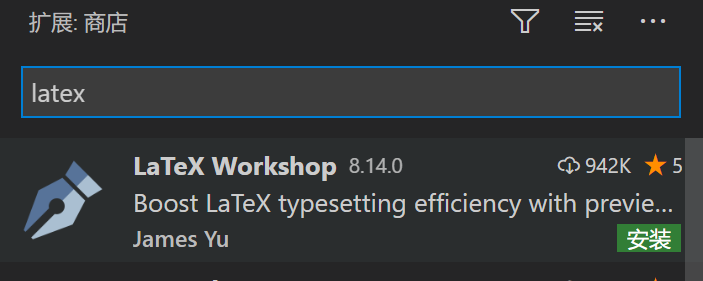 扩展: 商店
latex
LaTeX Workshop 8.14.0 942K 5
Boost LaTeX typesetting efficiency with previe...
James Yu 安装